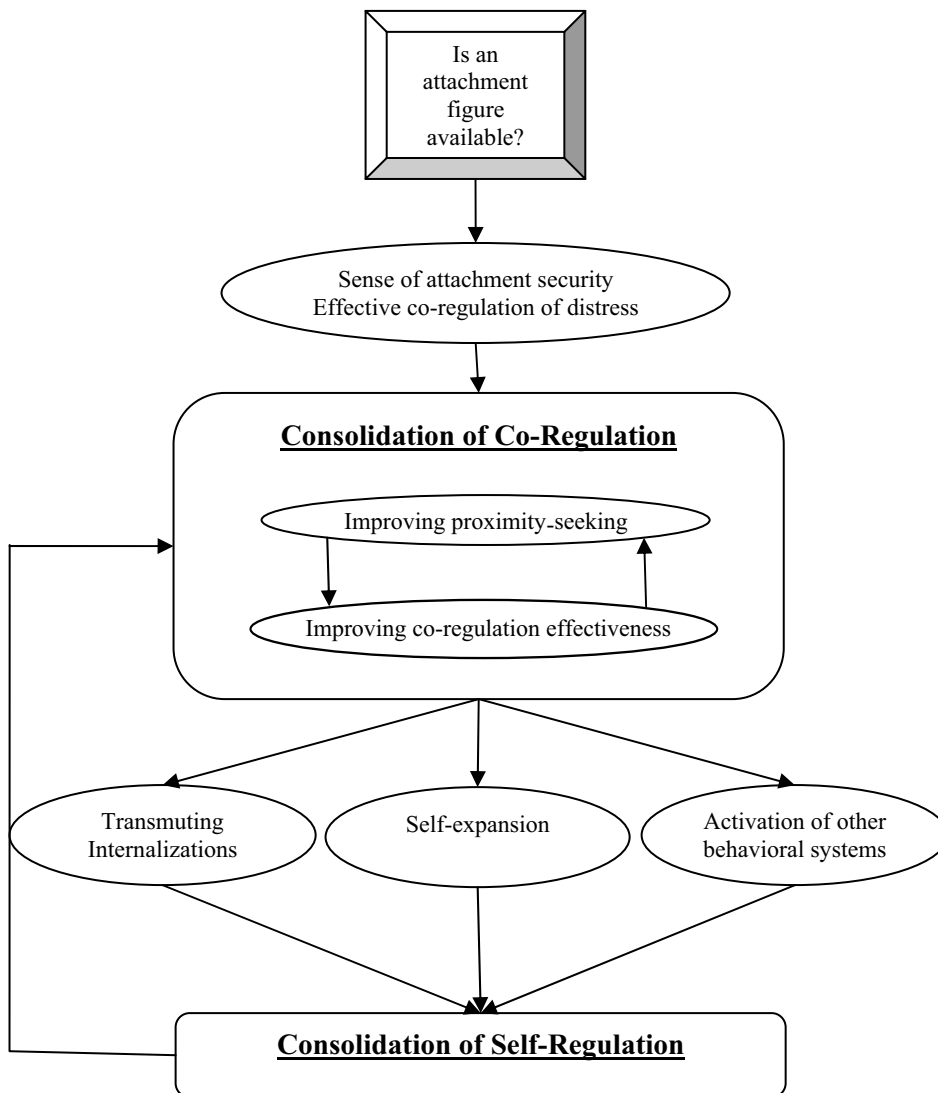 Is an
attachment
figure
available?
Sense of attachment security
Effective co-regulation of distress
Consolidation of Co-Regulation
Improving proximity-seeking
Improving co-regulation effectiveness
Transmuting
Internalizations
Self-expansion
Activation of other
behavioral systems
Consolidation of Self-Regulation